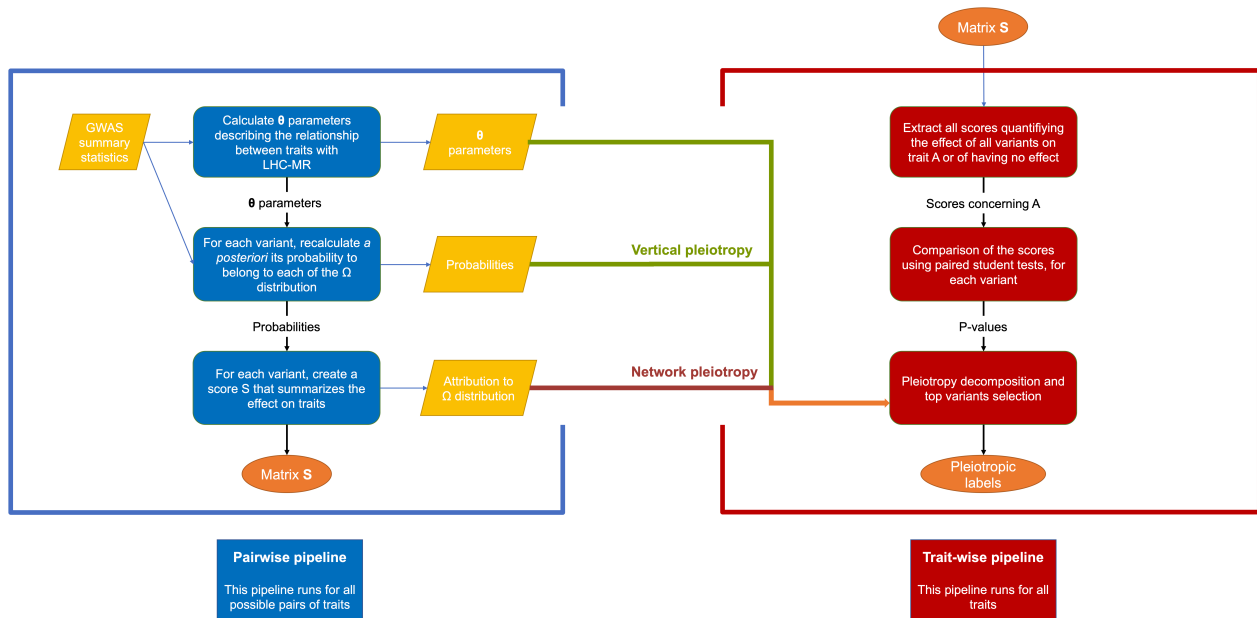 Matrix S
GWAS
summary
statistics
Calculate θ parameters
describing the relationship
between traits with
LHC-MR
θ
parameters
θ parameters
For each variant, recalculate a
posteriori its probability to
belong to each of the Ω
distribution
Probabilities
Vertical pleiotropy
Probabilities
For each variant, create a
score S that summarizes the
effect on traits
Attribution to
Ω distribution
Network pleiotropy
Matrix S
Extract all scores quantifiying
the effect of all variants on
trait A or of having no effect
Scores concerning A
Comparison of the scores
using paired student tests, for
each variant
P-values
Pleiotropy decomposition and
top variants selection
Pleiotropic
labels
Pairwise pipeline
This pipeline runs for all
possible pairs of traits
Trait-wise pipeline
This pipeline runs for all
traits